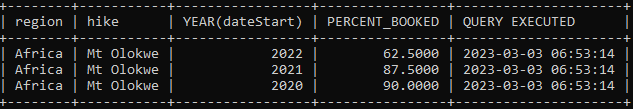 region | hike | YEAR(dateStart) | PERCENT_BOOKED | QUERY EXECUTED
Africa | Mt Olokwe | 2022 | 62.5000 | 2023-03-03 06:53:14
Africa | Mt Olokwe | 2021 | 87.5000 | 2023-03-03 06:53:14
Africa | Mt Olokwe | 2020 | 90.0000 | 2023-03-03 06:53:14